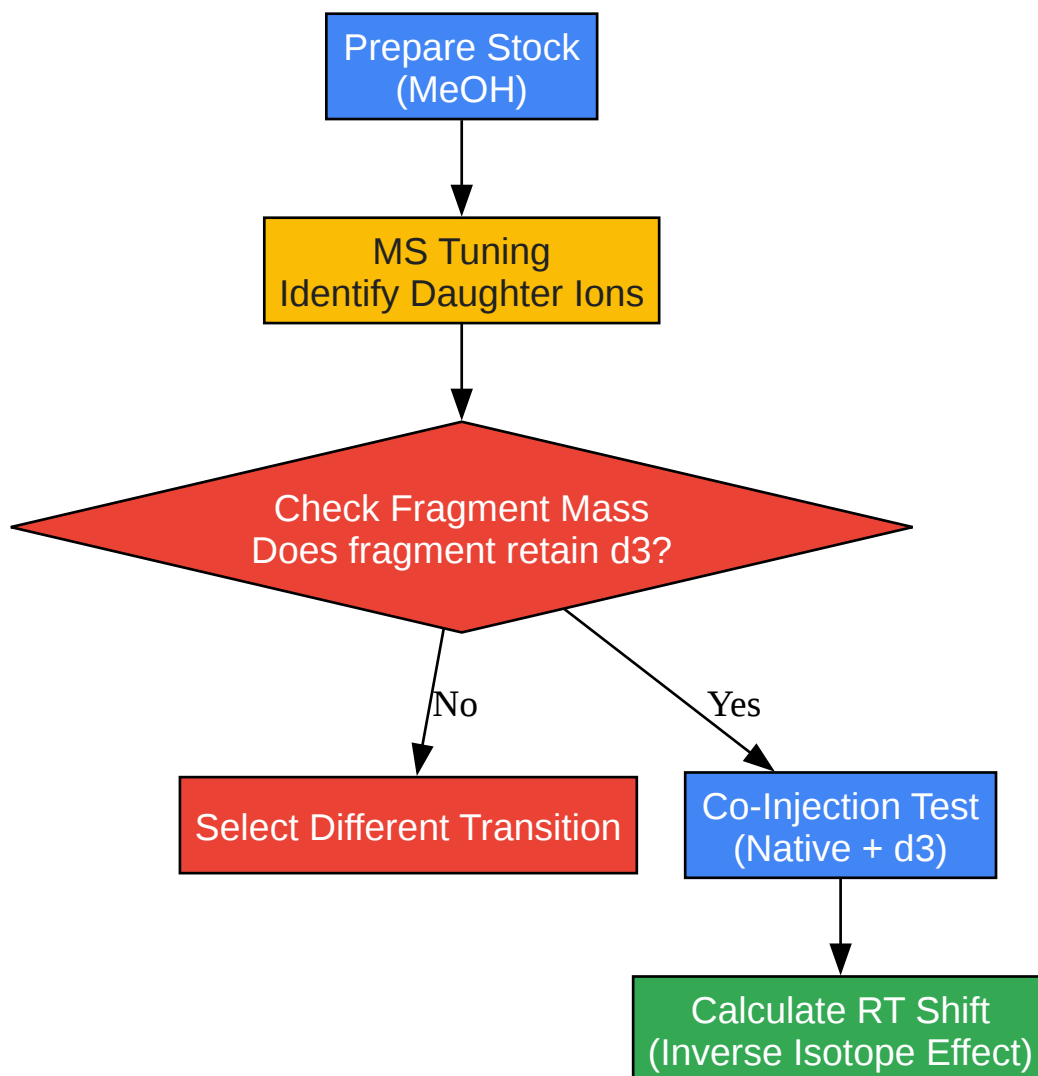 Prepare Stock
(MeOH)
MS Tuning
Identify Daughter Ions
Check Fragment Mass
Does fragment retain d3?
No
Yes
Select Different Transition
Co-Injection Test
(Native + d3)
Calculate RT Shift
(Inverse Isotope Effect)